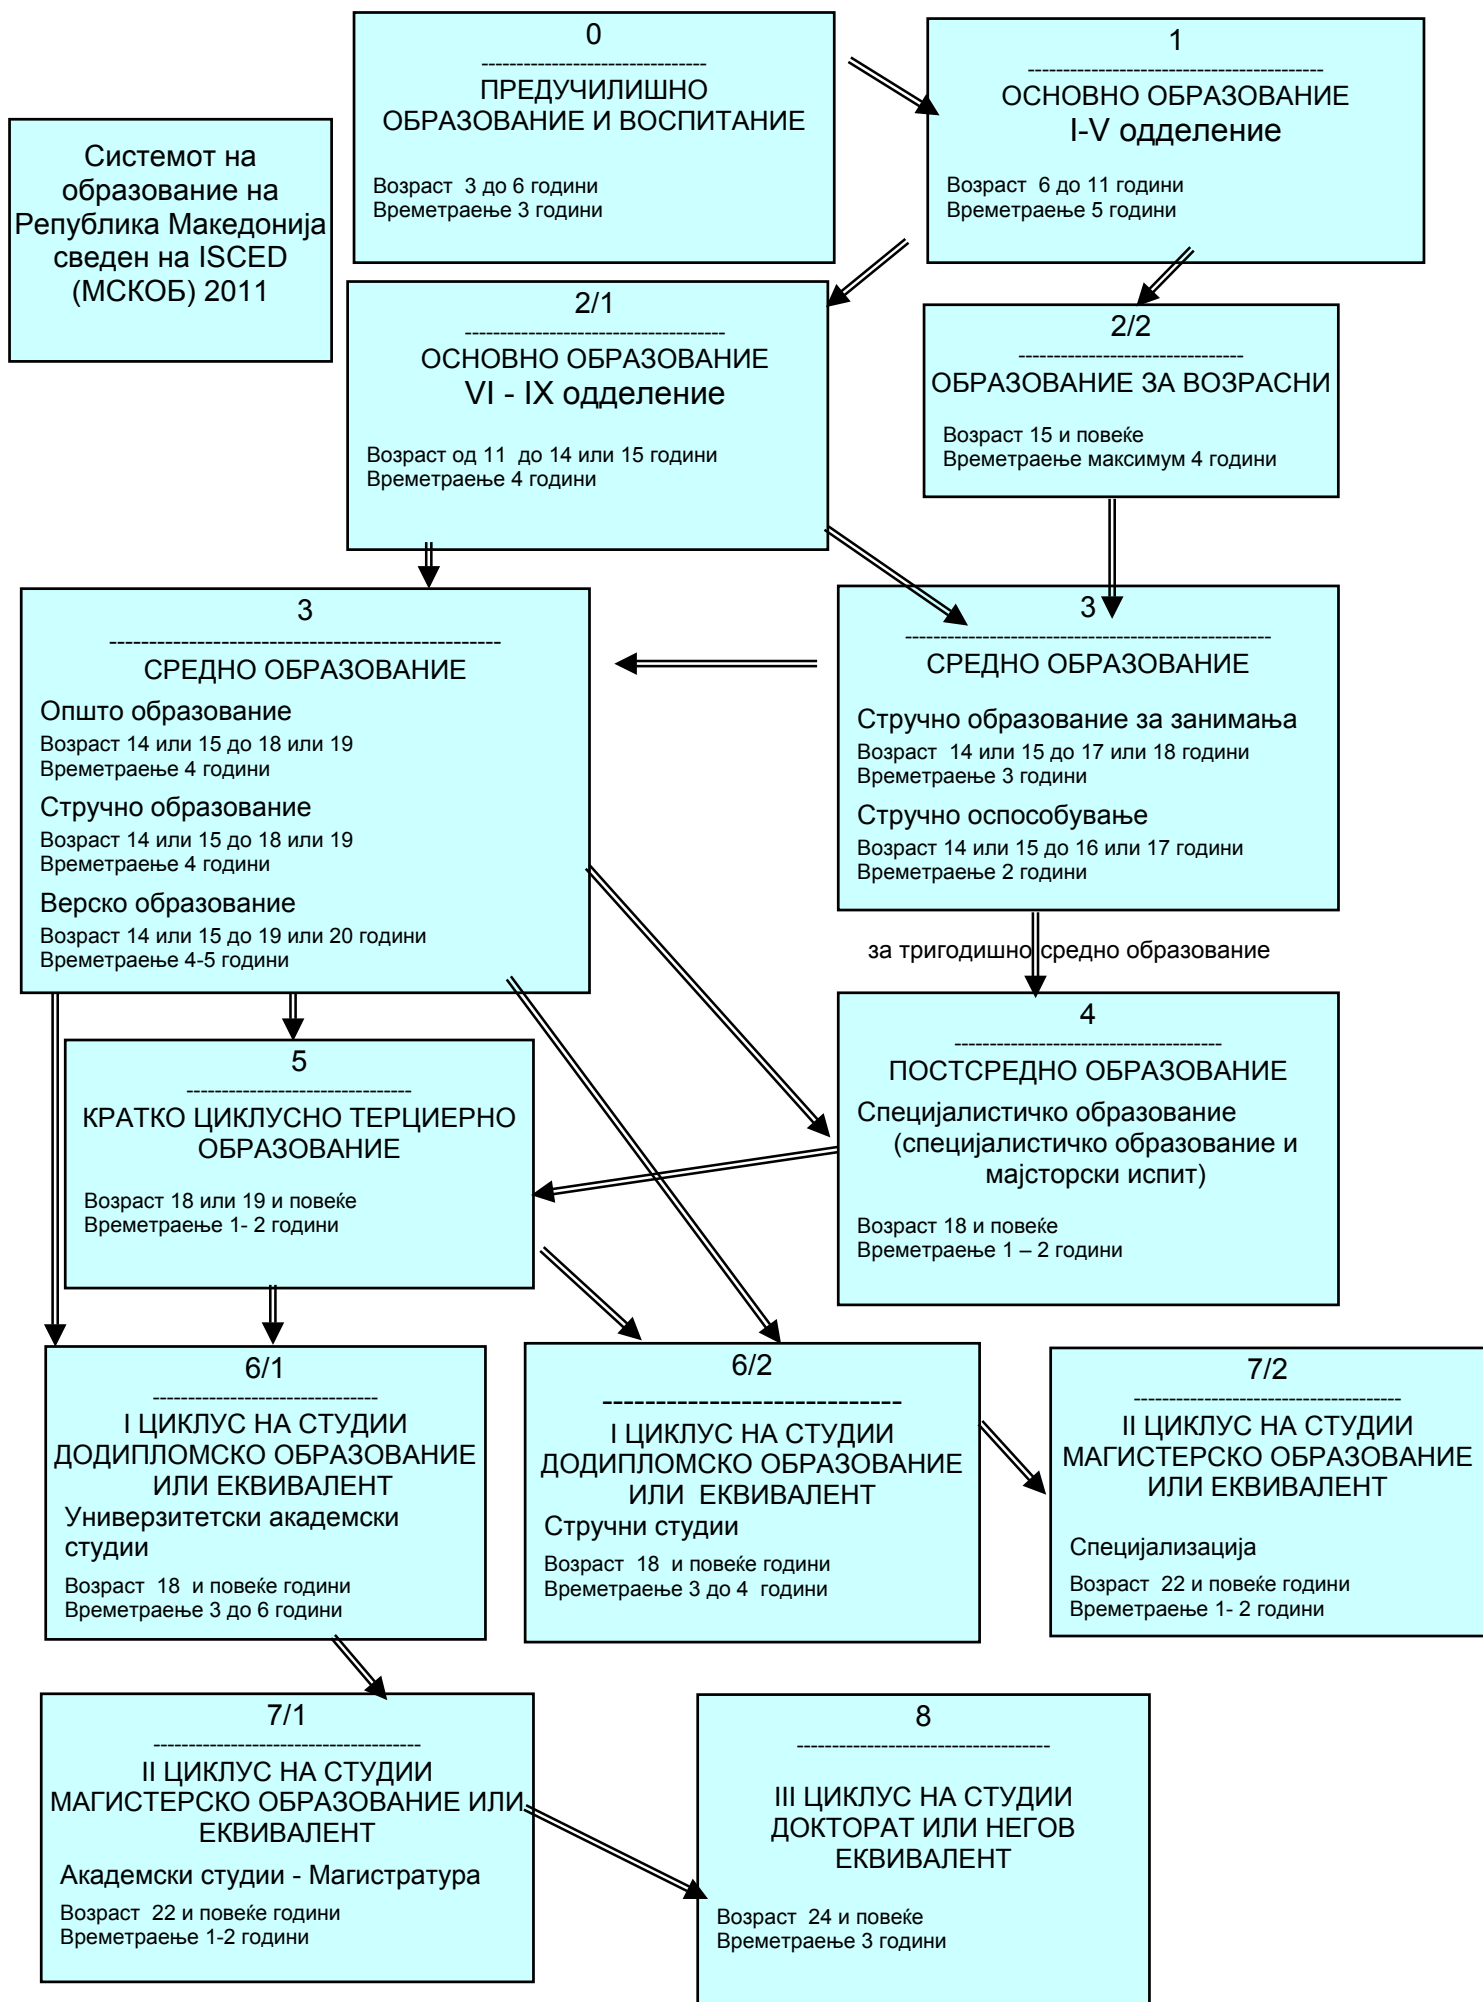 0
--------------------------------
ПРЕДУЧИЛИШНО
ОБРАЗОВАНИЕ И ВОСПИТАНИЕ
Возраст 3 до 6 години
Времетраење 3 години
1
------------------------------------------
ОСНОВНО ОБРАЗОВАНИЕ
I-V одделение
Возраст 6 до 11 години
Времетраење 5 години
Системот на
образование на
Република Македонија
сведен на ISCED
(МСКОБ) 2011
2/1
-------------------------------------
ОСНОВНО ОБРАЗОВАНИЕ
VI - IX одделение
Возраст од 11 до 14 или 15 години
Времетраење 4 години
2/2
--------------------------------
ОБРАЗОВАНИЕ ЗА ВОЗРАСНИ
Возраст 15 и повеќе
Времетраење максимум 4 години
3
-------------------------------------------------
СРЕДНО ОБРАЗОВАНИЕ
Општо образование
Возраст 14 или 15 до 18 или 19
Времетраење 4 години
Стручно образование
Возраст 14 или 15 до 18 или 19
Времетраење 4 години
Верско образование
Возраст 14 или 15 до 19 или 20 години
Времетраење 4-5 години
3
----------------------------------------------------
СРЕДНО ОБРАЗОВАНИЕ
Стручно образование за занимања
Возраст 14 или 15 до 17 или 18 години
Времетраење 3 години
Стручно оспособување
Возраст 14 или 15 до 16 или 17 години
Времетраење 2 години
за тригодишно средно образование
4
--------------------------------------
ПОСТСРЕДНО ОБРАЗОВАНИЕ
Специјалистичко образование
(специјалистичко образование и
мајсторски испит)
Возраст 18 и повеќе
Времетраење 1 – 2 години
5
--------------------------------
КРАТКО ЦИКЛУСНО ТЕРЦИЕРНО
ОБРАЗОВАНИЕ
Возраст 18 или 19 и повеќе
Времетраење 1- 2 години
6/1
--------------------------------
I ЦИКЛУС НА СТУДИИ
ДОДИПЛОМСКО ОБРАЗОВАНИЕ
ИЛИ ЕКВИВАЛЕНТ
Универзитетски академски
студии
Возраст 18 и повеќе години
Времетраење 3 до 6 години
6/2
----------------------------
I ЦИКЛУС НА СТУДИИ
ДОДИПЛОМСКО ОБРАЗОВАНИЕ
ИЛИ ЕКВИВАЛЕНТ
Стручни студии
Возраст 18 и повеќе години
Времетраење 3 до 4 години
7/2
--------------------------------------
II ЦИКЛУС НА СТУДИИ
МАГИСТЕРСКО ОБРАЗОВАНИЕ
ИЛИ ЕКВИВАЛЕНТ
Специјализација
Возраст 22 и повеќе години
Времетраење 1- 2 години
7/1
--------------------------------------
II ЦИКЛУС НА СТУДИИ
МАГИСТЕРСКО ОБРАЗОВАНИЕ ИЛИ
ЕКВИВАЛЕНТ
Академски студии - Магистратура
Возраст 22 и повеќе години
Времетраење 1-2 години
8
------------------------------------
III ЦИКЛУС НА СТУДИИ
ДОКТОРАТ ИЛИ НЕГОВ
ЕКВИВАЛЕНТ
Возраст 24 и повеќе
Времетраење 3 години